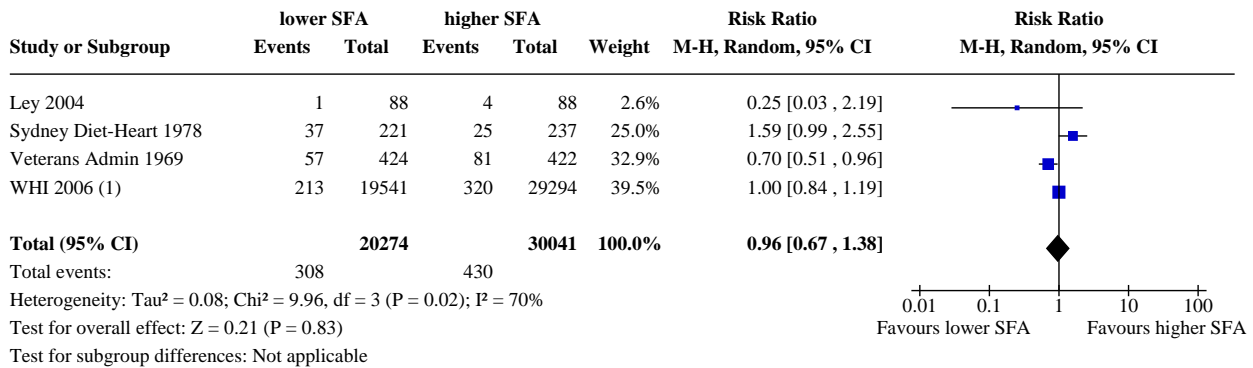 lower SFA higher SFA Risk Ratio Risk Ratio
Study or Subgroup Events Total Events Total Weight M-H, Random, 95% CI M-H, Random, 95% CI
Ley 2004 1 88 4 88 2.6% 0.25 [0.03 , 2.19]
Sydney Diet-Heart 1978 37 221 25 237 25.0% 1.59 [0.99 , 2.55]
Veterans Admin 1969 57 424 81 422 32.9% 0.70 [0.51 , 0.96]
WHI 2006 (1) 213 19541 320 29294 39.5% 1.00 [0.84 , 1.19]
Total (95% CI) 20274 30041 100.0% 0.96 [0.67 , 1.38]
Total events: 308 430
Heterogeneity: Tau² = 0.08; Chi² = 9.96, df = 3 (P = 0.02); I² = 70%
0.01 0.1 1 10 100
Test for overall effect: Z = 0.21 (P = 0.83)
Favours lower SFA Favours higher SFA
Test for subgroup differences: Not applicable